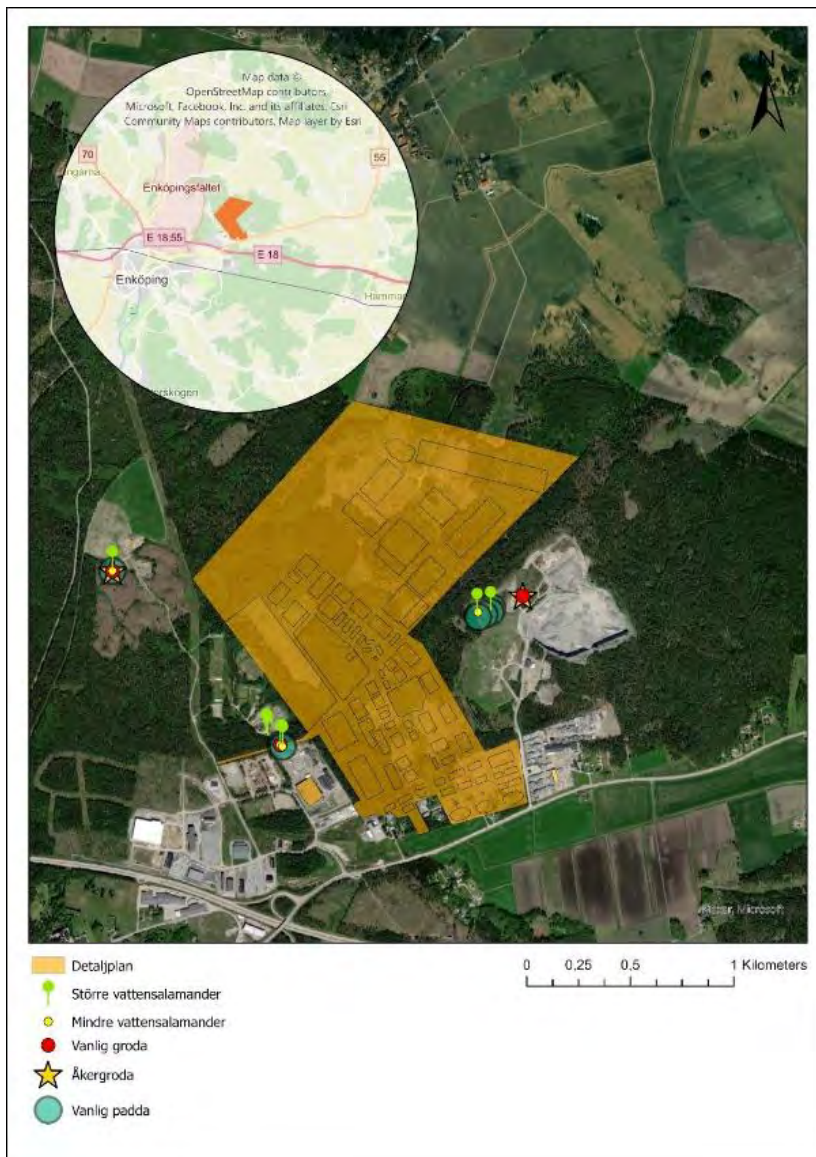 N
Map data ©
OpenStreetMap contributors,
Microsoft, Facebook, Inc. and its affiliates, Esri
Community Maps contributors, Map layer by Esri
70
55
Enköpingsfältet
E 18;55
E 18
Enköping
Microsoft
Detaljplan
0 0,25 0,5 1 Kilometers
Större vattensalamander
Mindre vattensalamander
Vanlig groda
Åkergroda
Vanlig padda